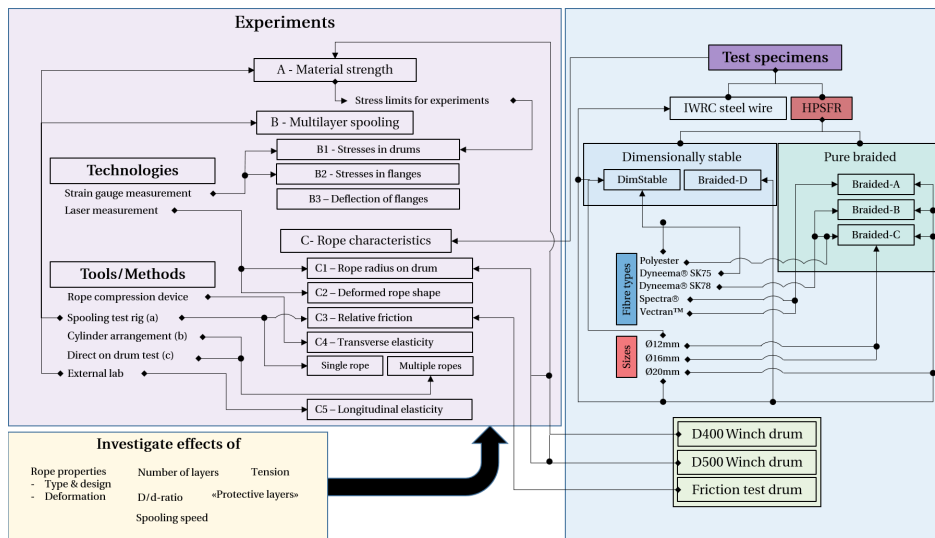 Experiments
A - Material strength
Stress limits for experiments
B - Multilayer spooling
B1 - Stresses in drums
B2 - Stresses in flanges
B3 – Deflection of flanges
Technologies
Strain gauge measurement
Laser measurement
C- Rope characteristics
C1 – Rope radius on drum
C2 – Deformed rope shape
C3 – Relative friction
C4 – Transverse elasticity
Single rope
Multiple ropes
C5 – Longitudinal elasticity
Tools/Methods
Rope compression device
Spooling test rig (a)
Cylinder arrangement (b)
Direct on drum test (c)
External lab
Investigate effects of
Rope properties
- Type & design
- Deformation
Number of layers
Tension
D/d-ratio
«Protective layers»
Spooling speed
Test specimens
IWRC steel wire
HPSFR
Dimensionally stable
DimStable
Braided-D
Pure braided
Braided-A
Braided-B
Braided-C
Fibre types
Polyester
Dyneema® SK75
Dyneema® SK78
Spectra®
Vectran™
Sizes
Ø12mm
Ø16mm
Ø20mm
D400 Winch drum
D500 Winch drum
Friction test drum